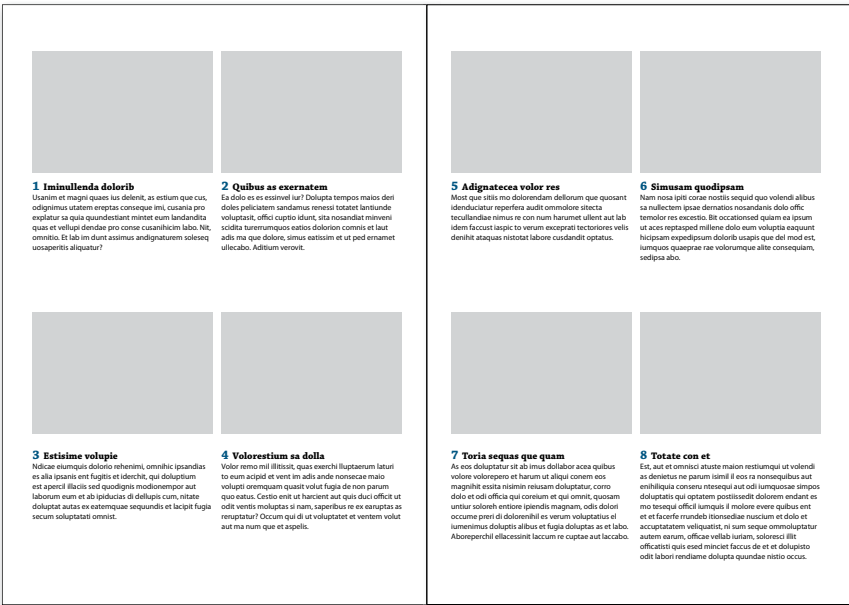 1 Iminullenda dolorib
Usanim et magni quaes ius delenit, as estium que cus,
odignimus utatem ereptas conseque imi, cusania pro
explatur sa quia quundestiant mintet eum landandita
quas et vellupi dendae pro conse cusanihicim labo. Nit,
omnitio. Et lab im dunt assimus andignaturem soleseq
uosaperitis aliquatur?
2 Quibus as exernatem
Ea dolo es es essinvel iur? Dolupta tempos maios deri
doles peliciatem sandamus renessi totatet lantiunde
voluptasit, offici cuptio idunt, sita nosandiat minveni
scidita turerrumquos eatios dolorion comnis et laut
adis ma que dolore, simus eatissim et ut ped ernamet
ullecabo. Aditium verovit.
3 Estisime volupie
Ndicae eiumquis dolorio rehenimi, omnihic ipsandias
es alia ipsanis ent fugitis et iderchit, qui doluptium
est apercil illaciis sed quodignis modionempor aut
laborum eum et ab ipiducias di dellupis cum, nitate
doluptat autas ex eatemquae sequundis et lacipit fugia
secum soluptatati omnist.
4 Volorestium sa dolla
Volor remo mil illitissit, quas exerchi lluptaerum laturi
to eum acipid et vent im adis ande nonsecae maio
volupti oremquam quasit volut fugia de non parum
quo eatus. Cestio enit ut harcient aut quis duci officit ut
odit ventis moluptas si nam, saperibus re ex earuptas as
reruptatur? Occum qui di ut voluptatet et ventem volut
aut ma num que et aspelis.
5 Adignatecea volor res
Most que sitiis mo dolorendam dellorum que quosant
idenduciatur reperfera audit ommolore sitecta
tecullandiae nimus re con num harumet ullent aut lab
idem faccust iaspic to verum exceprati tectoriores velis
denihit ataquas nistotat labore cusdandit optatus.
6 Simusam quodipsam
Nam nosa ipiti corae nostiis sequid quo volendi alibus
sa nullectem ipsae dernatios nosandanis dolo offic
temolor res excestio. Bit occationsed quiam ea ipsum
ut aces reptasped millene dolo eum voluptia eaquunt
hicipsam expedipsum dolorib usapis que del mod est,
iumquos quaeprae rae volorumque alite consequiam,
sedipsa abo.
7 Toria sequas que quam
As eos doluptatur sit ab imus dollabor acea quibus
volore volorepero et harum ut aliqui conem eos
magnihit essita nisimin reiusam doluptatur, corro
dolo et odi officia qui coreium et qui omnit, quosam
untiur soloreh entiore ipiendis magnam, odis dolori
occume preri di dolorenihil es verum voluptatius el
iumenimus doluptis alibus et fugia doluptas as et labo.
Aboreperchil ellacessinit laccum re cuptae aut laccabo.
8 Totate con et
Est, aut et omnisci atuste maion restiumqui ut volendi
as denietus ne parum isimil il eos ra nonsequibus aut
enihiliquia conseru ntesequi aut odi iumquosae simpos
doluptatis qui optatem postiissedit dolorem endant es
mo tesequi officil iumquis il molore evere quibus ent
et et facerfe rrundeb itionsediae nuscium et dolo et
accuptatatem veliquatist, ni sum seque ommoluptatur
autem earum, officae vellab iuriam, soloresci illit
officatisti quis esed minciet faccus de et et dolupisto
odit labori rendiame dolupta quundae nistio occus.